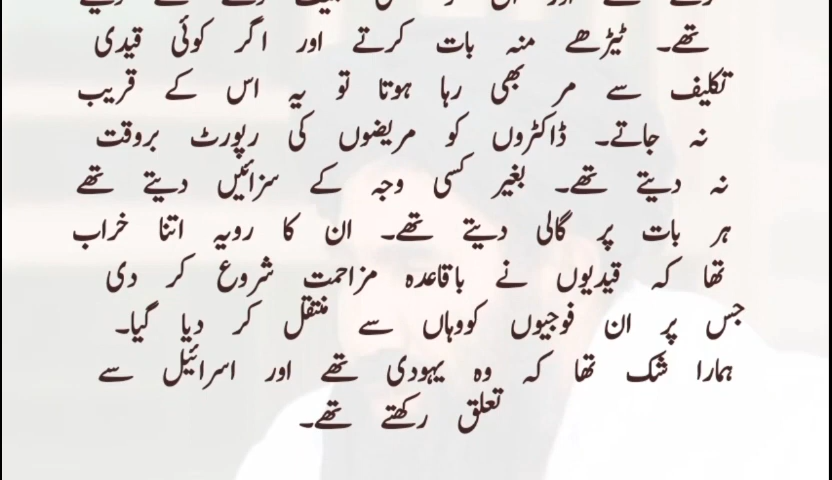 تھے۔ ٹیڑھے منہ بات کرتے اور اگر کوئی قیدی
تکلیف سے مر بھی رہا ہوتا تو یہ اس کے قریب
نہ جاتے۔ ڈاکٹروں کو مریضوں کی رپورٹ بروقت
نہ دیتے تھے۔ بغیر کسی وجہ کے سزائیں دیتے تھے
ہر بات پر گالی دیتے تھے۔ ان کا رویہ اتنا خراب
تھا کہ قیدیوں نے باقاعدہ مزاحمت شروع کر دی
جس پر ان فوجیوں کووہاں سے منتقل کر دیا گیا۔
ہمارا شک تھا کہ وہ یہودی تھے اور اسرائیل سے
تعلق رکھتے تھے۔